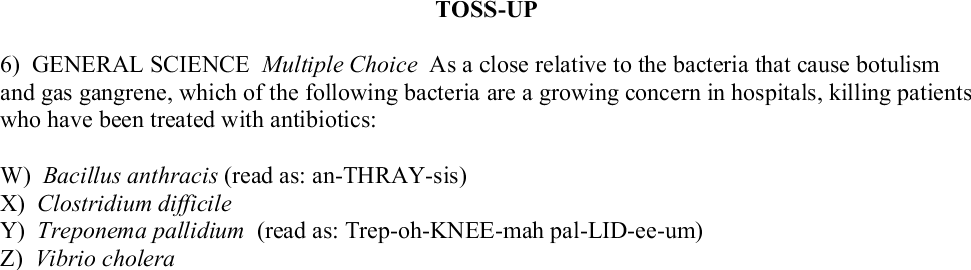 TOSS-UP
6) GENERAL SCIENCE Multiple Choice As a close relative to the bacteria that cause botulism
and gas gangrene, which of the following bacteria are a growing concern in hospitals, killing patients
who have been treated with antibiotics:
W) Bacillus anthracis (read as: an-THRAY-sis)
X) Clostridium difficile
Y) Treponema pallidium (read as: Trep-oh-KNEE-mah pal-LID-ee-um)
Z) Vibrio cholera